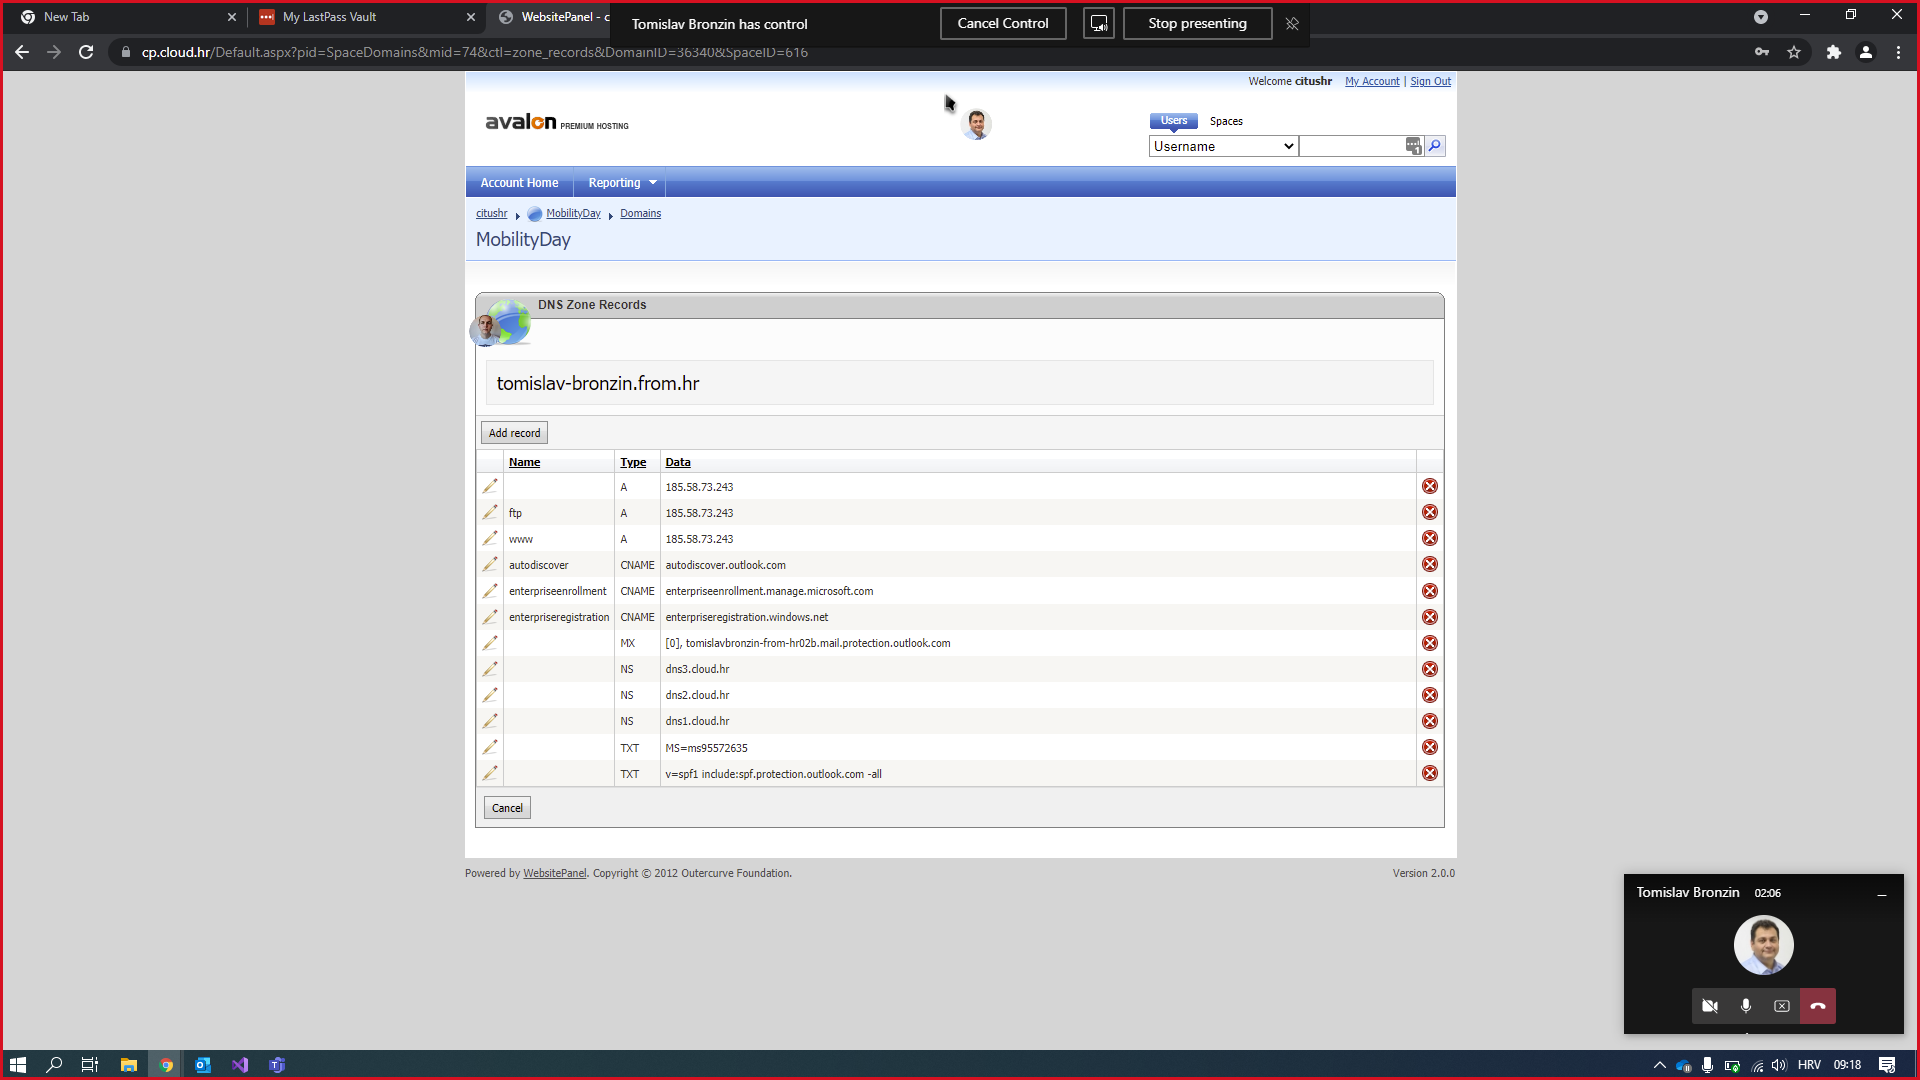 New Tab
My LastPass Vault
WebsitePanel - c
Tomislav Bronzin has control
Cancel Control
Stop presenting
cp.cloud.hr/Default.aspx?pid=SpaceDomains&mid=74&ctl=zone_records&DomainID=36340&SpaceID=616
Welcome citushr My Account | Sign Out
avalon PREMIUM HOSTING
Users Spaces
Username
1
Account Home Reporting
citushr MobilityDay Domains
MobilityDay
DNS Zone Records
tomislav-bronzin.from.hr
Add record
Name Type Data
A 185.58.73.243
ftp A 185.58.73.243
www A 185.58.73.243
autodiscover CNAME autodiscover.outlook.com
enterpriseenrollment CNAME enterpriseenrollment.manage.microsoft.com
enterpriseregistration CNAME enterpriseregistration.windows.net
MX [0], tomislavbronzin-from-hr02b.mail.protection.outlook.com
NS dns3.cloud.hr
NS dns2.cloud.hr
NS dns1.cloud.hr
TXT MS=ms95572635
TXT v=spf1 include:spf.protection.outlook.com -all
Cancel
Powered by WebsitePanel. Copyright © 2012 Outercurve Foundation. Version 2.0.0
Tomislav Bronzin 02:06
HRV 09:18